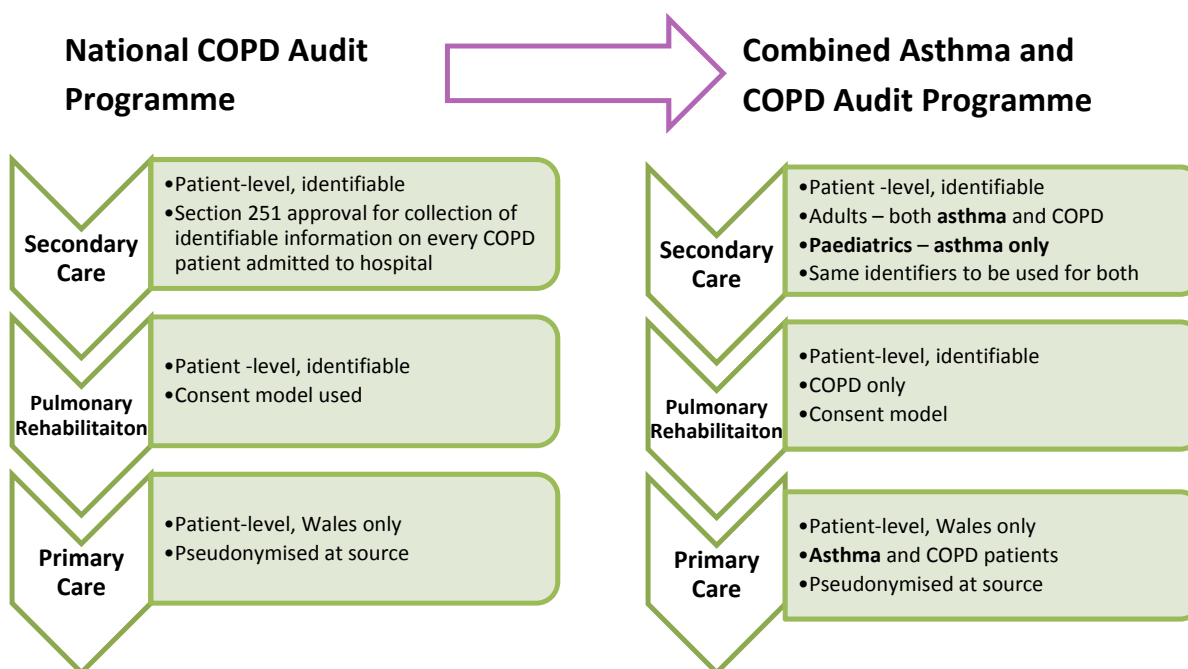 National COPD Audit
Programme
Combined Asthma and
COPD Audit Programme
Secondary
Care
•Patient-level, identifiable
•Section 251 approval for collection of
identifiable information on every COPD
patient admitted to hospital
Pulmonary
Rehabilitaiton
•Patient -level, identifiable
•Consent model used
Primary
Care
•Patient-level, Wales only
•Pseudonymised at source
Secondary
Care
•Patient -level, identifiable
•Adults – both asthma and COPD
•Paediatrics – asthma only
•Same identifiers to be used for both
Pulmonary
Rehabilitaiton
•Patient-level, identifiable
•COPD only
•Consent model
Primary
Care
•Patient-level, Wales only
•Asthma and COPD patients
•Pseudonymised at source